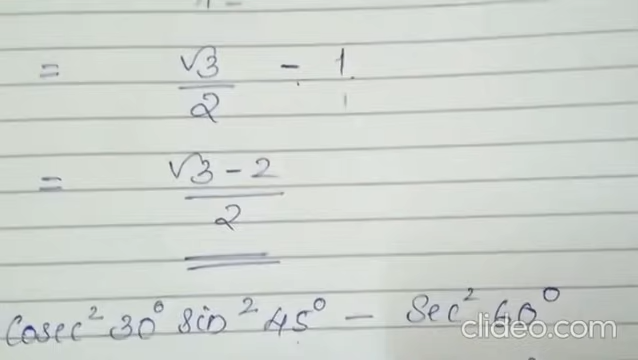 = √3/2 - 1
= √3 - 2/2
Cosec² 30° sin² 45° - Sec² 60°
clideo.com